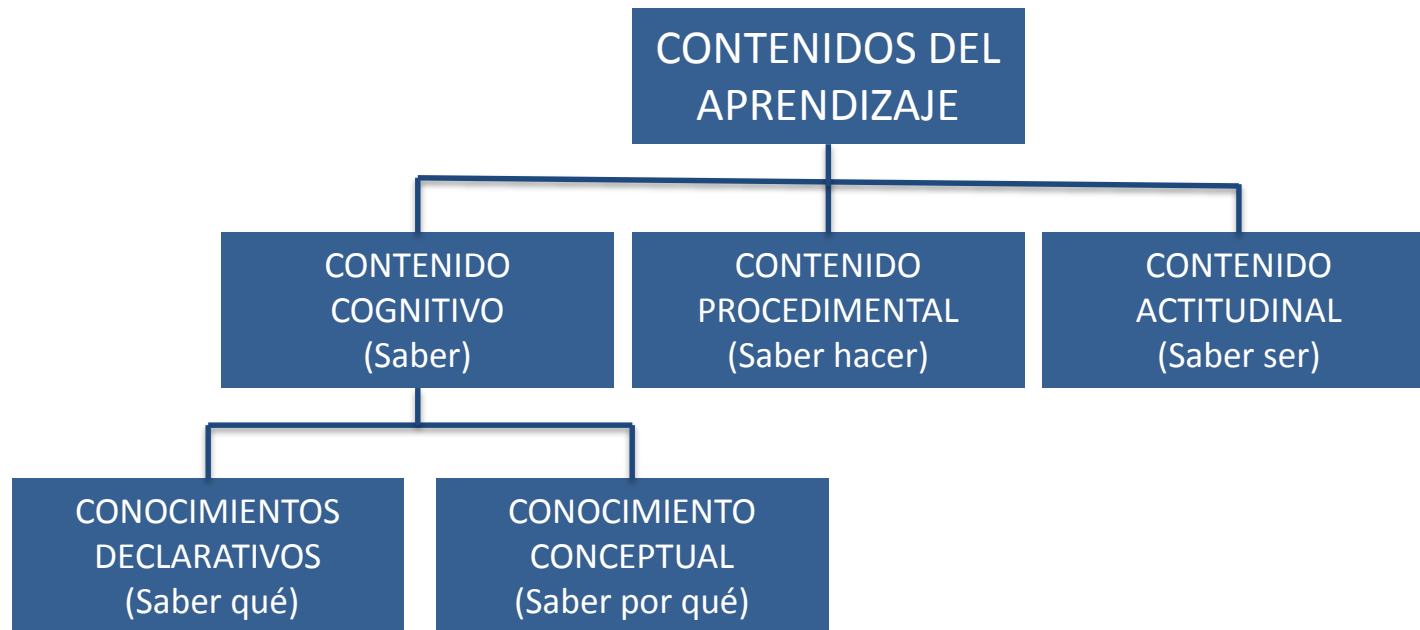 CONTENIDOS DEL
APRENDIZAJE
CONTENIDO
COGNITIVO
(Saber)
CONTENIDO
PROCEDIMENTAL
(Saber hacer)
CONTENIDO
ACTITUDINAL
(Saber ser)
CONOCIMIENTOS
DECLARATIVOS
(Saber qué)
CONOCIMIENTO
CONCEPTUAL
(Saber por qué)